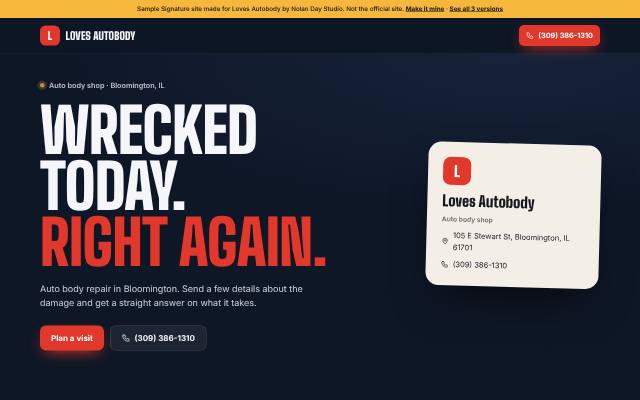 Sample Signature site made for Loves Autobody by Nolan Day Studio. Not the official site. Make it mine · See all 3 versions
L LOVES AUTOBODY
(309) 386-1310
Auto body shop · Bloomington, IL
WRECKED
TODAY.
RIGHT AGAIN.
Auto body repair in Bloomington. Send a few details about the
damage and get a straight answer on what it takes.
Plan a visit
(309) 386-1310
L
Loves Autobody
Auto body shop
105 E Stewart St, Bloomington, IL
61701
(309) 386-1310